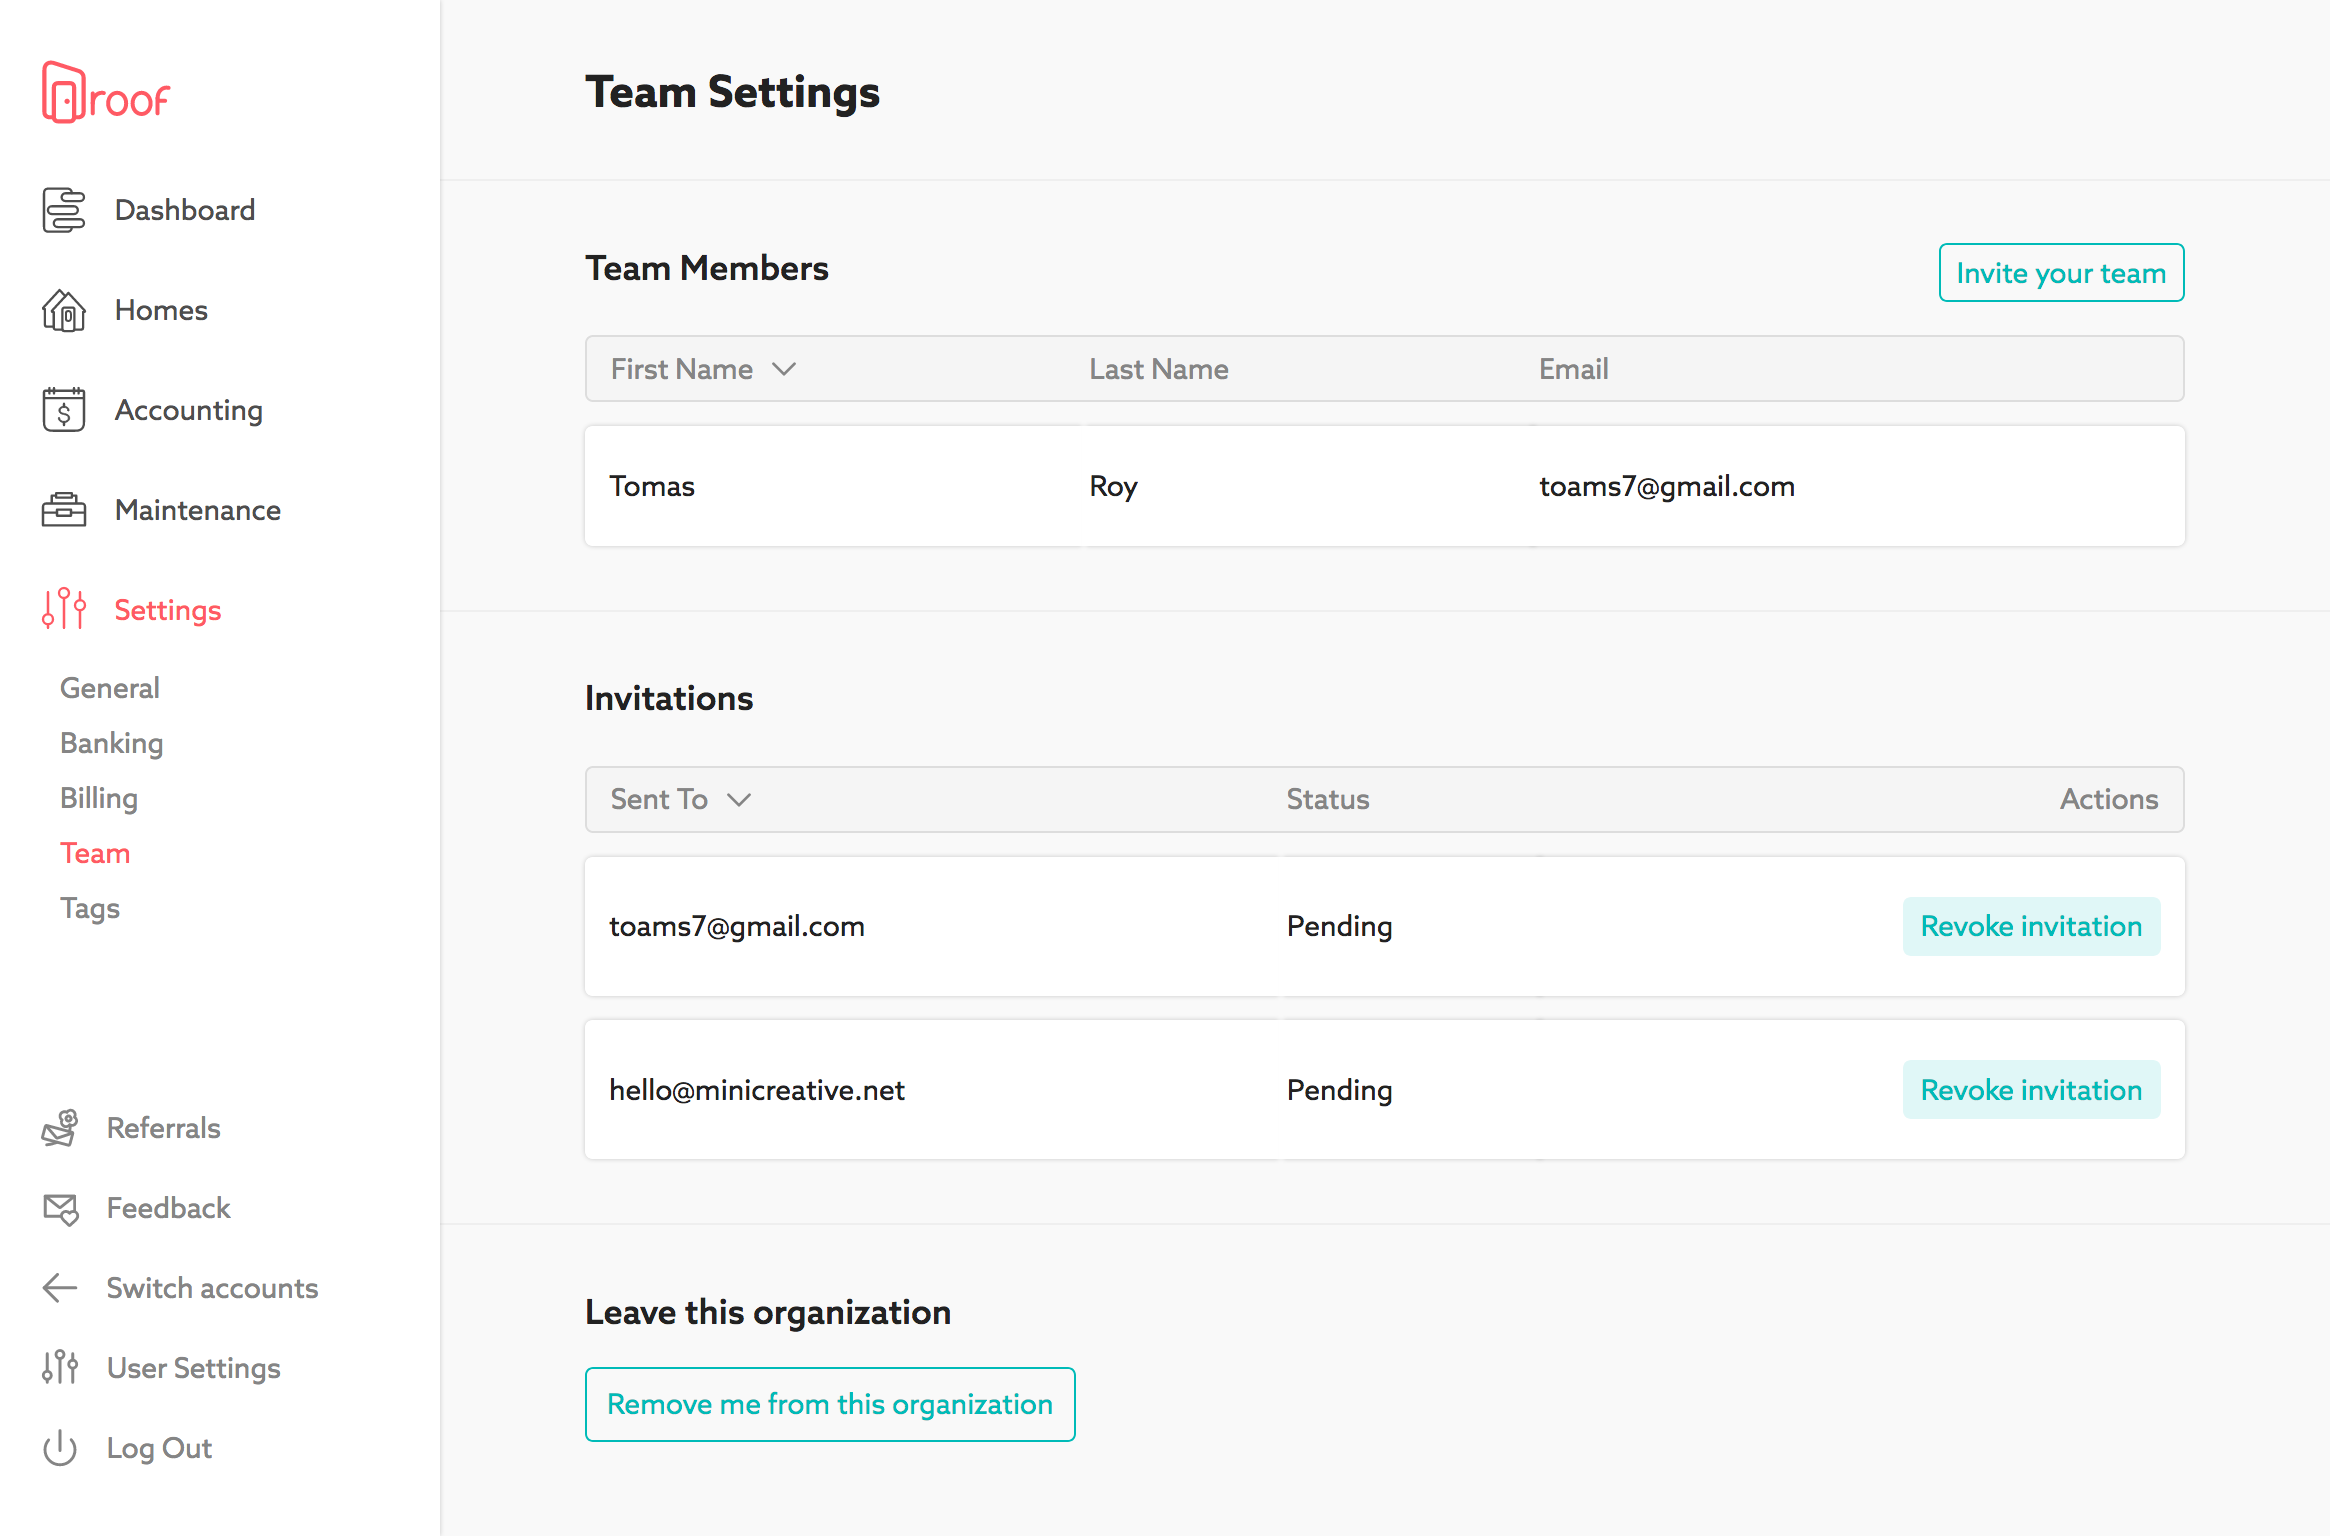 roof
Dashboard
Homes
Accounting
Maintenance
Settings
General
Banking
Billing
Team
Tags
Referrals
Feedback
Switch accounts
User Settings
Log Out
Team Settings
Team Members
Invite your team
First Name Last Name Email
Tomas Roy toams7@gmail.com
Invitations
Sent To Status Actions
toams7@gmail.com Pending Revoke invitation
hello@minicreative.net Pending Revoke invitation
Leave this organization
Remove me from this organization